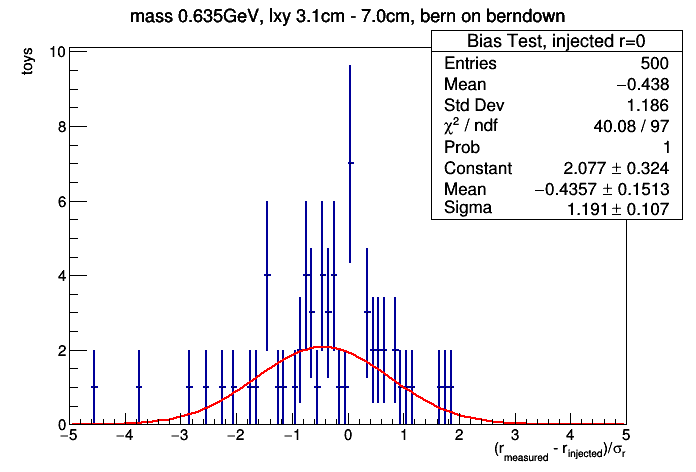 mass 0.635GeV, lxy 3.1cm - 7.0cm, bern on berndown
Bias Test, injected r=0
Entries 500
Mean −0.438
Std Dev 1.186
χ² / ndf 40.08 / 97
Prob 1
Constant 2.077 ± 0.324
Mean −0.4357 ± 0.1513
Sigma 1.191 ± 0.107
toys
10
8
6
4
2
0
−5 −4 −3 −2 −1 0 1 2 3 4 5
(r_measured - r_injected)/σ_r